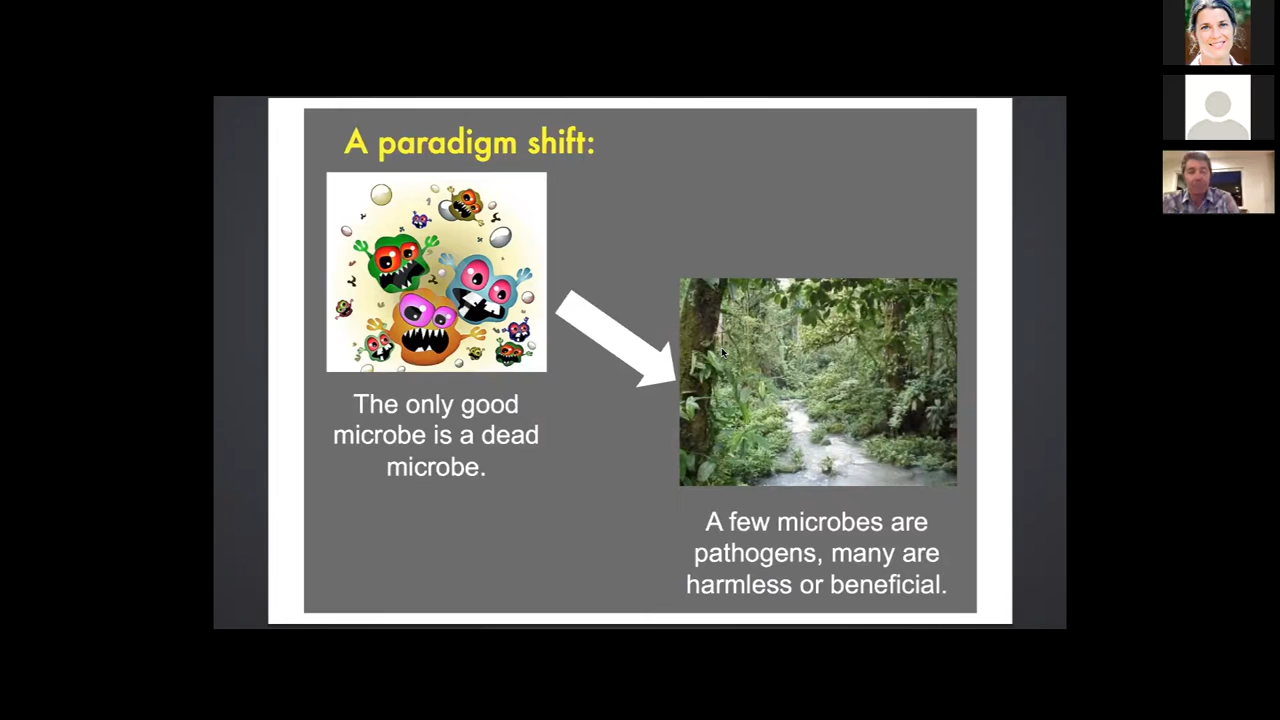 A paradigm shift:
The only good
microbe is a dead
microbe.
A few microbes are
pathogens, many are
harmless or beneficial.